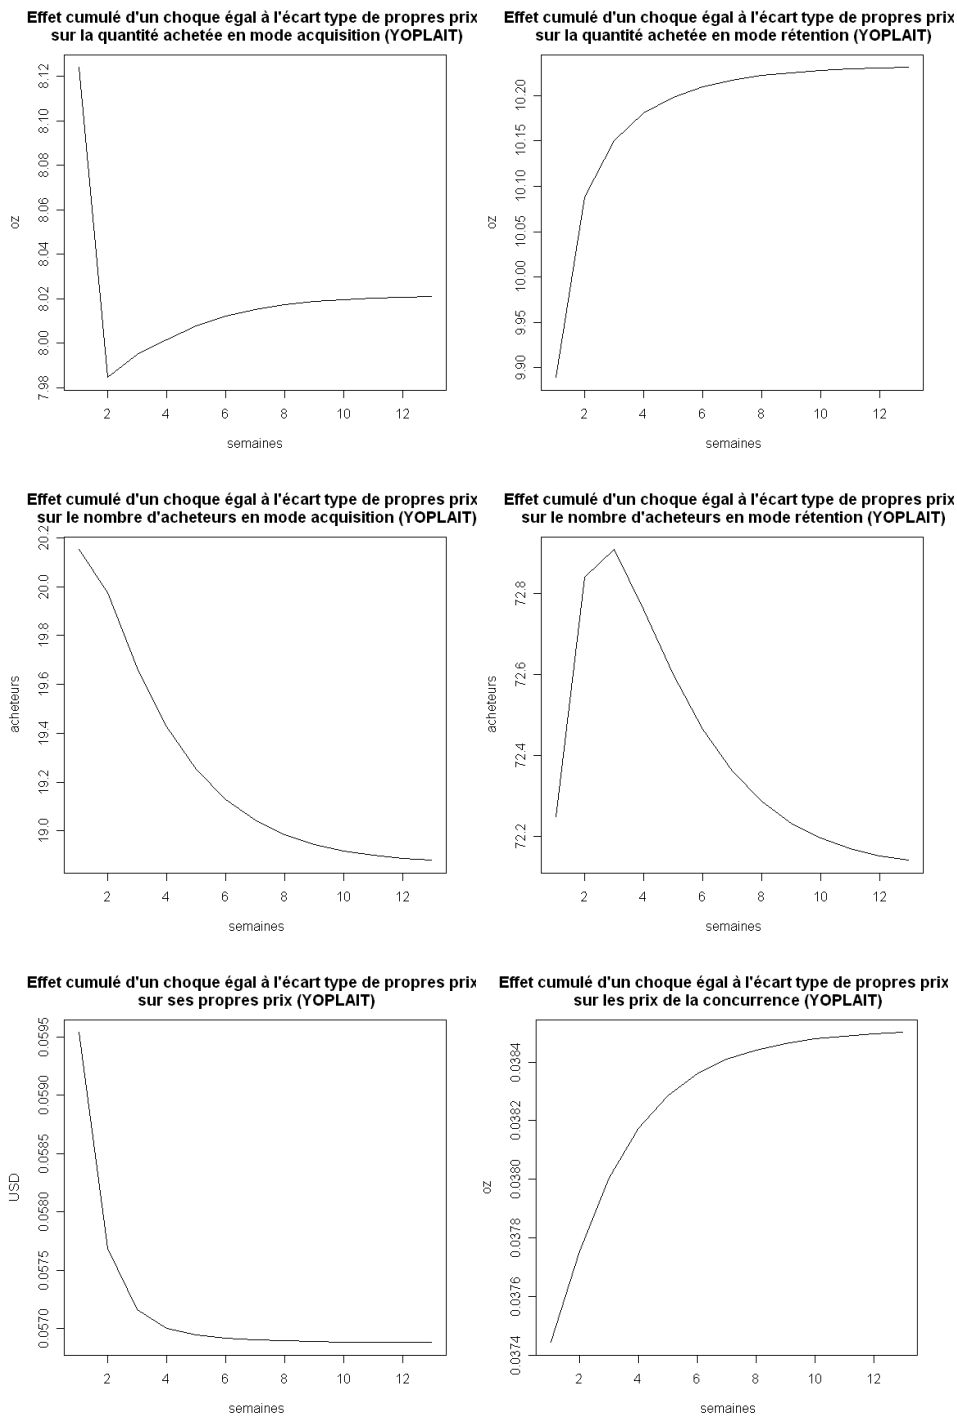 Effet cumulé d'un choque égal à l'écart type de propres prix
sur la quantité achetée en mode acquisition (YOPLAIT)
8.12
8.10
8.08
8.06
8.04
8.02
8.00
7.98
oz
2 4 6 8 10 12
semaines
Effet cumulé d'un choque égal à l'écart type de propres prix
sur la quantité achetée en mode rétention (YOPLAIT)
10.20
10.15
10.10
10.05
10.00
9.95
9.90
oz
2 4 6 8 10 12
semaines
Effet cumulé d'un choque égal à l'écart type de propres prix
sur le nombre d'acheteurs en mode acquisition (YOPLAIT)
20.2
20.0
19.8
19.6
19.4
19.2
19.0
acheteurs
2 4 6 8 10 12
semaines
Effet cumulé d'un choque égal à l'écart type de propres prix
sur le nombre d'acheteurs en mode rétention (YOPLAIT)
72.8
72.6
72.4
72.2
acheteurs
2 4 6 8 10 12
semaines
Effet cumulé d'un choque égal à l'écart type de propres prix
sur ses propres prix (YOPLAIT)
0.0595
0.0590
0.0585
0.0580
0.0575
0.0570
USD
2 4 6 8 10 12
semaines
Effet cumulé d'un choque égal à l'écart type de propres prix
sur les prix de la concurrence (YOPLAIT)
0.0384
0.0382
0.0380
0.0378
0.0376
0.0374
oz
2 4 6 8 10 12
semaines